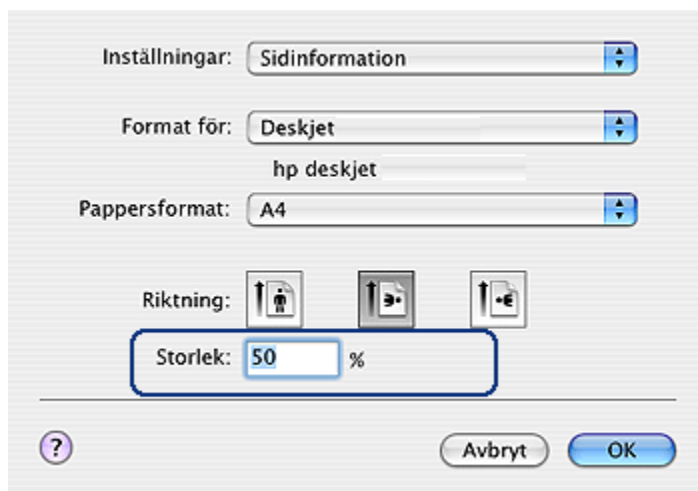 Inställningar: Sidinformation
Format för: Deskjet
hp deskjet
Pappersformat: A4
Riktning:
Storlek: 50 %
? Avbryt OK